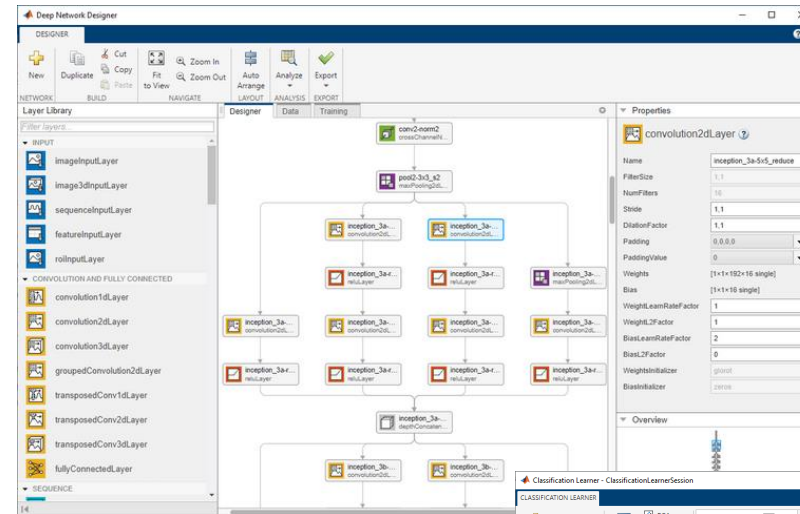 Deep Network Designer
DESIGNER
New
Duplicate
Cut
Copy
Paste
Fit to View
Zoom In
Zoom Out
Auto Arrange
Analyze
Export
NETWORK
BUILD
NAVIGATE
LAYOUT
ANALYSIS
EXPORT
Layer Library
Filter layers...
INPUT
imageInputLayer
image3dInputLayer
sequenceInputLayer
featureInputLayer
roiInputLayer
CONVOLUTION AND FULLY CONNECTED
convolution1dLayer
convolution2dLayer
convolution3dLayer
groupedConvolution2dLayer
transposedConv1dLayer
transposedConv2dLayer
transposedConv3dLayer
fullyConnectedLayer
SEQUENCE
Designer
Data
Training
conv2-norm2
crossChannelN...
pool2-3x3_s2
maxPooling2dL...
inception_3a-...
convolution2dL...
inception_3a-...
convolution2dL...
inception_3a-r...
reluLayer
inception_3a-r...
reluLayer
inception_3a-...
maxPooling2dL...
inception_3a-...
convolution2dL...
inception_3a-...
convolution2dL...
inception_3a-...
convolution2dL...
inception_3a-...
convolution2dL...
inception_3a-r...
reluLayer
inception_3a-r...
reluLayer
inception_3a-r...
reluLayer
inception_3a-r...
reluLayer
inception_3a-...
depthConcaten...
inception_3b-...
convolution2dL...
inception_3b-...
convolution2dL...
Properties
convolution2dLayer
Name inception_3a-5x5_reduce
FilterSize 1,1
NumFilters 16
Stride 1,1
DilationFactor 1,1
Padding 0,0,0,0
PaddingValue 0
Weights [1×1×192×16 single]
Bias [1×1×16 single]
WeightLearnRateFactor 1
WeightL2Factor 1
BiasLearnRateFactor 2
BiasL2Factor 0
WeightsInitializer glorot
BiasInitializer zeros
Overview
Classification Learner - ClassificationLearnerSession
CLASSIFICATION LEARNER